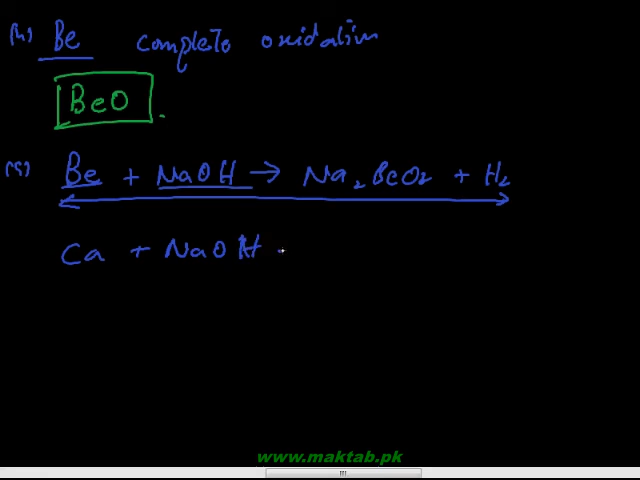 (4) Be complete oxidation
BeO.
(5) Be + NaOH → Na₂BeO₂ + H₂
Ca + NaOH
www.maktab.pk